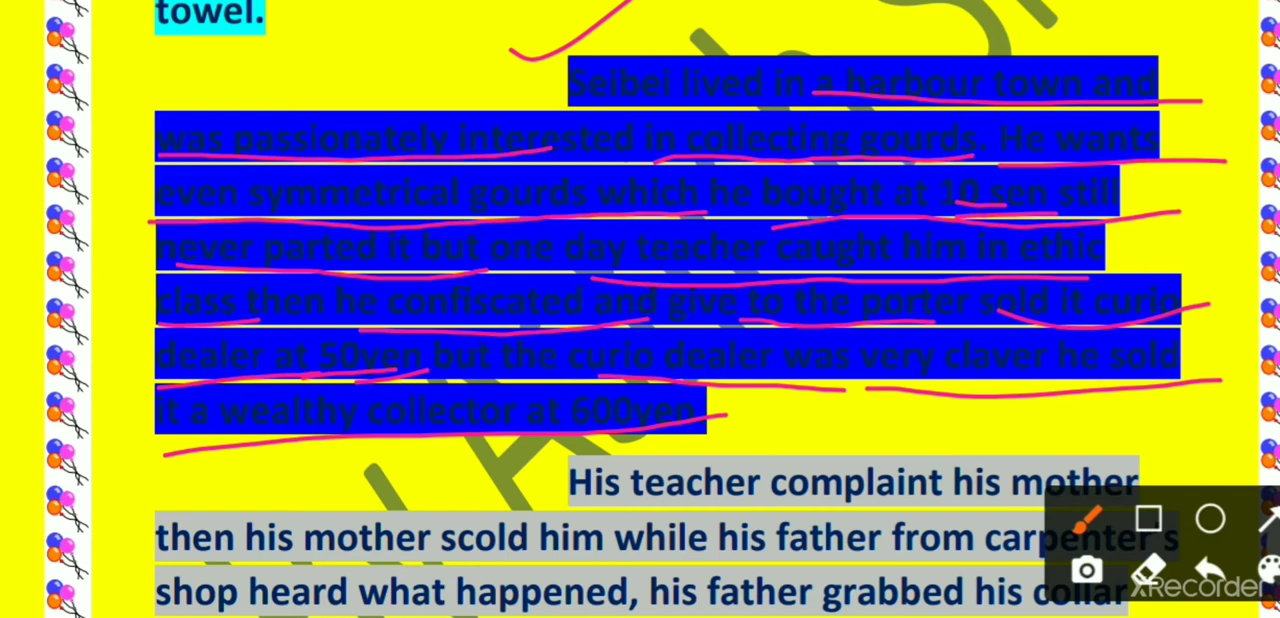 towel.
Seibei lived in a harbour town and
was passionately interested in collecting gourds. He wants
even symmetrical gourds which he bought at 10 sen still
never parted it but one day teacher caught him in ethic
class then he confiscated and give to the porter sold it curio
dealer at 50yen but the curio dealer was very claver he sold
it a wealthy collector at 600yen.
His teacher complaint his mother
then his mother scold him while his father from carpenter's
shop heard what happened, his father grabbed his collar
XRecorder